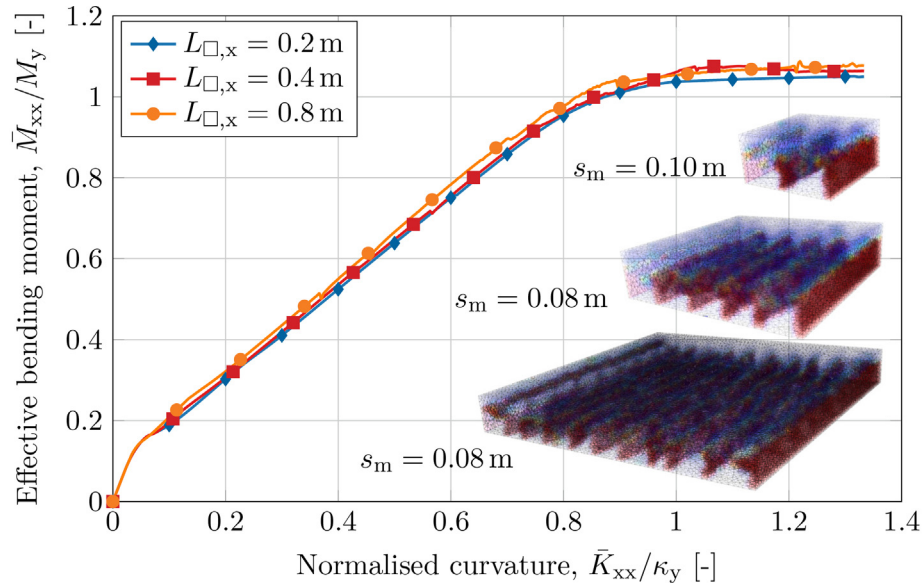 Effective bending moment, M̄xx/My [-]
1.2
1
0.8
0.6
0.4
0.2
0
L□,x = 0.2 m
L□,x = 0.4 m
L□,x = 0.8 m
sm = 0.10 m
sm = 0.08 m
sm = 0.08 m
0 0.2 0.4 0.6 0.8 1 1.2 1.4
Normalised curvature, K̄xx/κy [-]